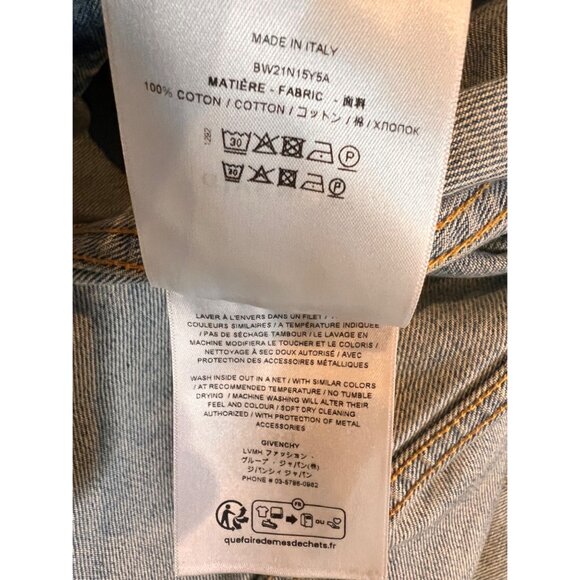 MADE IN ITALY
BW21N15Y5A
MATIÈRE - FABRIC - 面料
100% COTON / COTTON / コットン / 棉 / ХЛОПОК
1292
30
P
30
P
LAVER À L'ENVERS DANS UN FILET /
COULEURS SIMILAIRES / A TEMPÉRATURE INDIQUÉE
/ PAS DE SÉCHAGE TAMBOUR / LE LAVAGE EN
MACHINE MODIFIERA LE TOUCHER ET LE COLORIS /
NETTOYAGE À SEC DOUX AUTORISÉ / AVEC
PROTECTION DES ACCESSOIRES MÉTALLIQUES
WASH INSIDE OUT IN A NET / WITH SIMILAR COLORS
/ AT RECOMMENDED TEMPERATURE / NO TUMBLE
DRYING / MACHINE WASHING WILL ALTER THEIR
FEEL AND COLOUR / SOFT DRY CLEANING
AUTHORIZED / WITH PROTECTION OF METAL
ACCESSORIES
GIVENCHY
LVMH ファッション・
グループ・ジャパン(株)
ジバンシィ ジャパン
PHONE # 03-5786-0982
FR
OU
quefairedemesdechets.fr